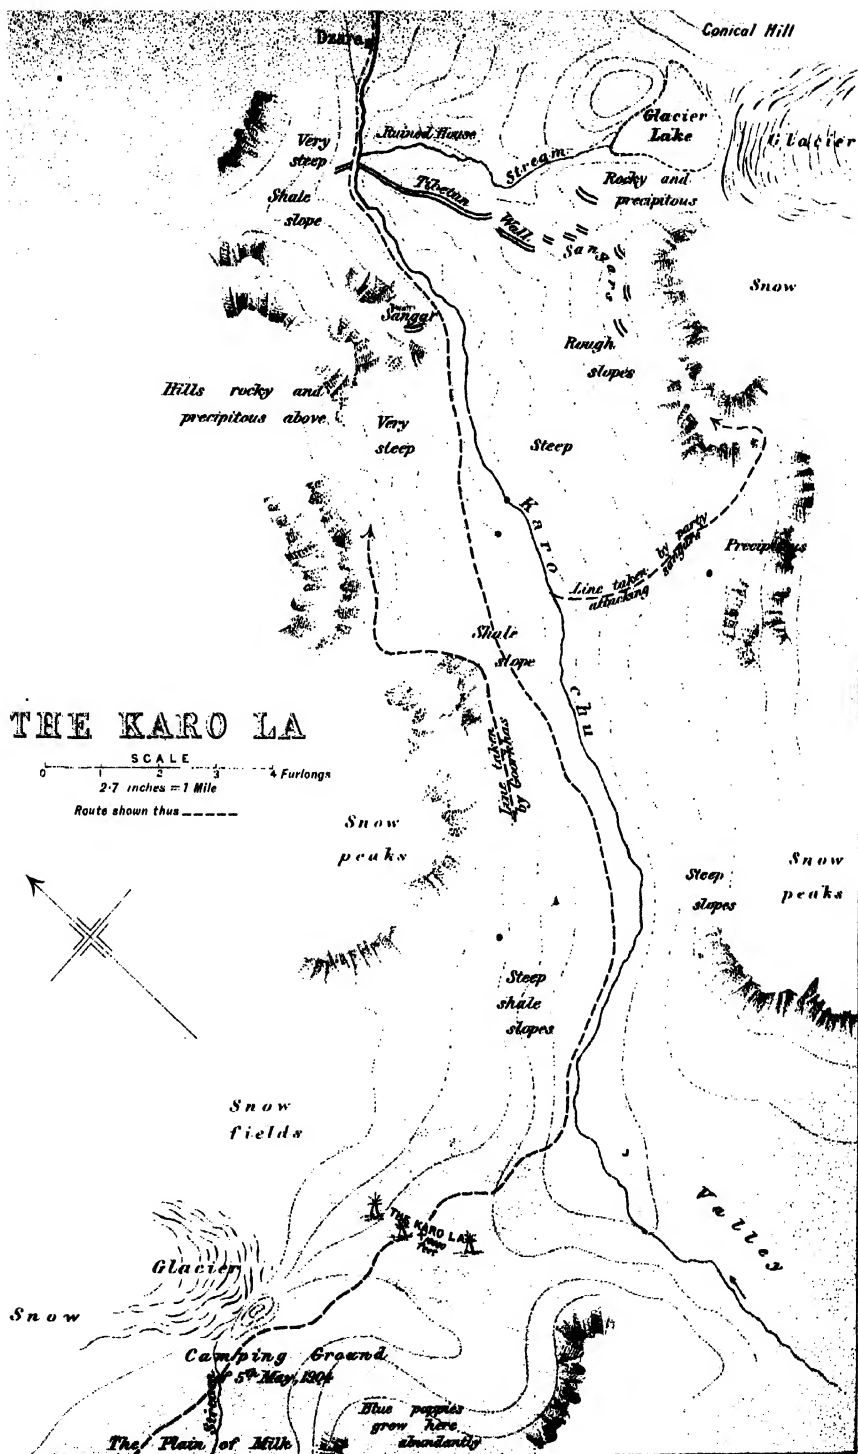 Conical Hill
Dzara
Ruined House
Glacier
Lake
Glacier
Very
steep
Stream
Rocky and
precipitous
Shale
slope
Tibetan
Wall
Sangars
Snow
Sangar
Rough
slopes
Hills rocky and
precipitous above
Very
steep
Steep
Karo chu
Line taken by party
attacking sangars
Precipitous
Shale
slope
THE KARO LA
SCALE
0 1 2 3 4 Furlongs
2·7 inches = 1 Mile
Route shown thus
Line taken
by Goorkhas
Snow
peaks
Steep
slopes
Snow
peaks
Steep
shale
slopes
Snow
fields
THE KARO LA
Feet
Valley
Glacier
Snow
Camping Ground
of 5th May, 1904
Stream
Blue poppies
grow here
abundantly
The Plain of Milk